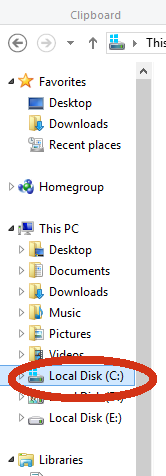 Clipboard
This
Favorites
Desktop
Downloads
Recent places
Homegroup
This PC
Desktop
Documents
Downloads
Music
Pictures
Videos
Local Disk (C:)
Local Disk (E:)
Libraries